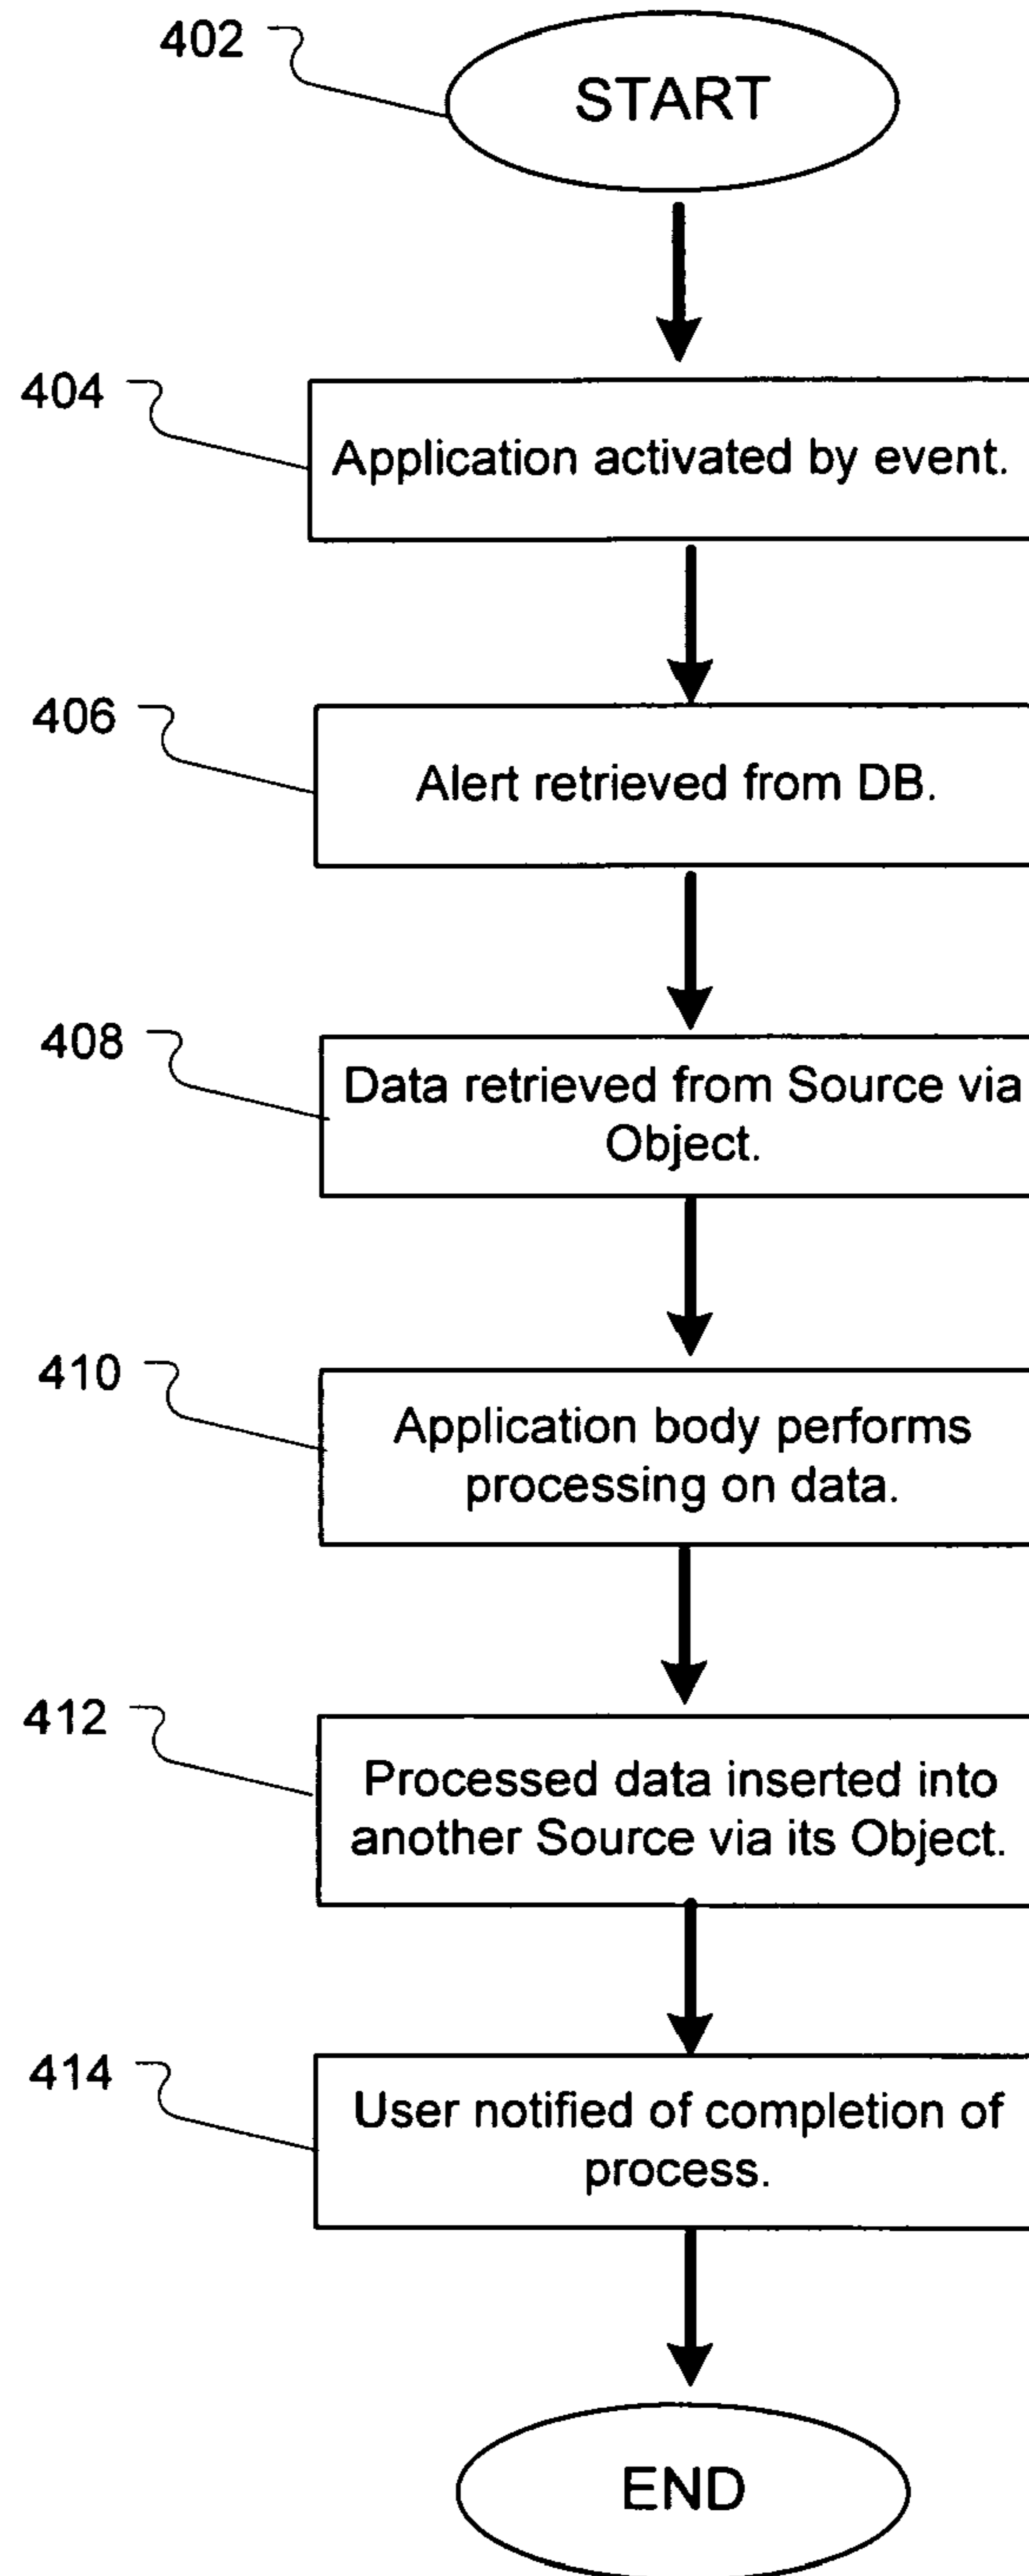 402
START
404
Application activated by event.
406
Alert retrieved from DB.
408
Data retrieved from Source via
Object.
410
Application body performs
processing on data.
412
Processed data inserted into
another Source via its Object.
414
User notified of completion of
process.
END